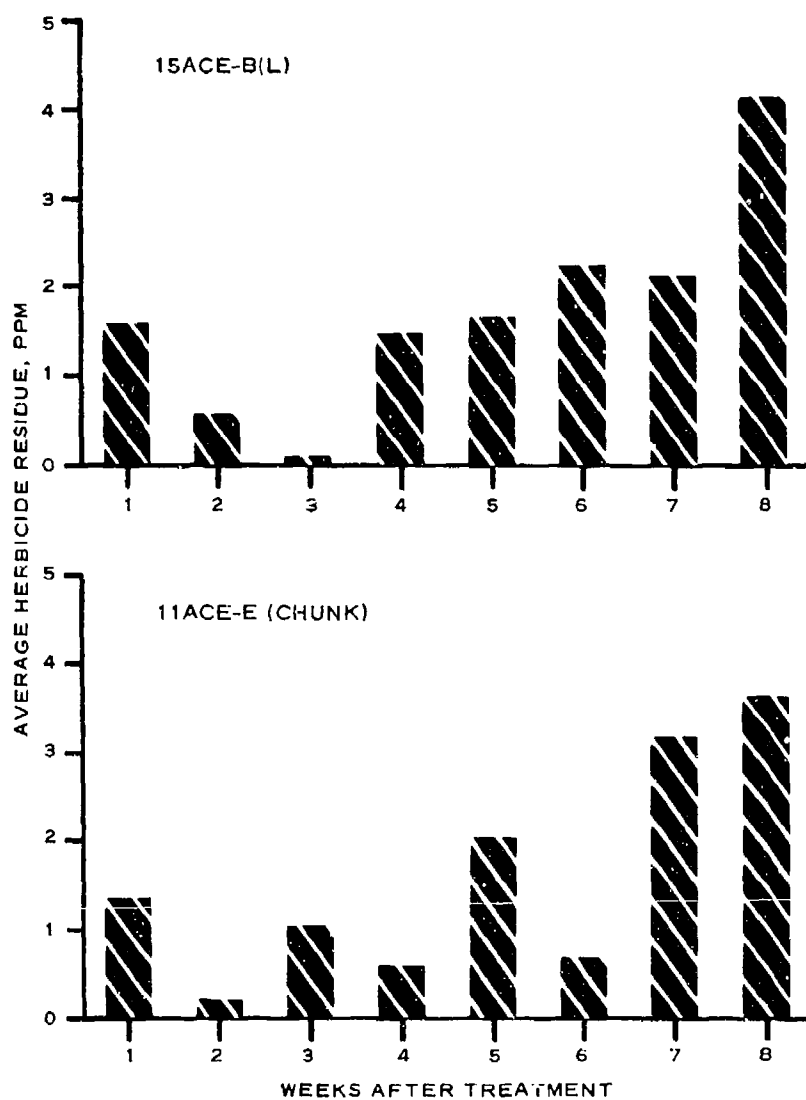 AVERAGE HERBICIDE RESIDUE, PPM
15ACE-B(L)
5
4
3
2
1
0
1 2 3 4 5 6 7 8
11ACE-E (CHUNK)
5
4
3
2
1
0
1 2 3 4 5 6 7 8
WEEKS AFTER TREATMENT